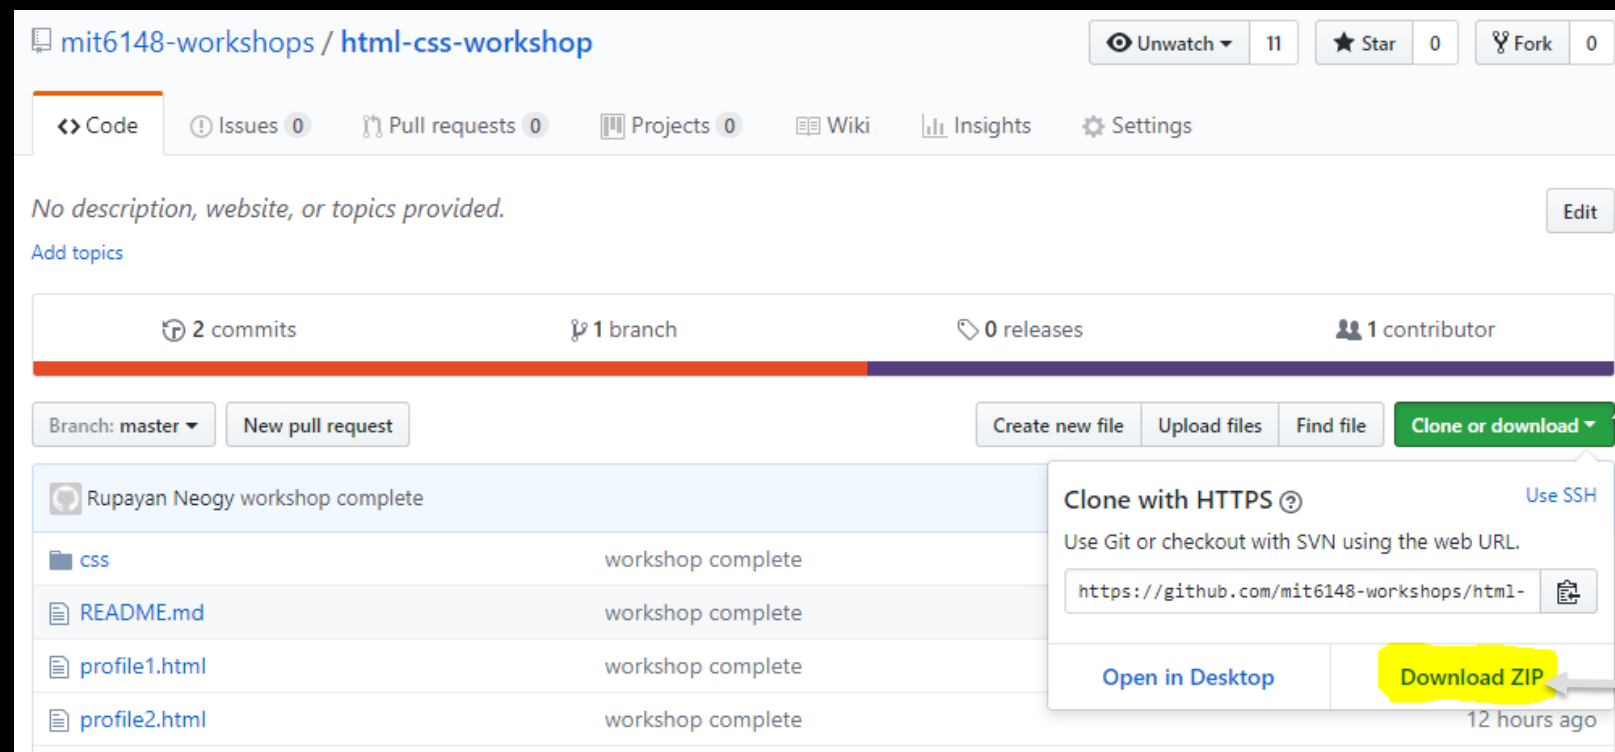 mit6148-workshops / html-css-workshop Unwatch 11 Star 0 Fork 0
Code Issues 0 Pull requests 0 Projects 0 Wiki Insights Settings
No description, website, or topics provided. Edit
Add topics
2 commits 1 branch 0 releases 1 contributor
Branch: master New pull request Create new file Upload files Find file Clone or download
Rupayan Neogy workshop complete
Clone with HTTPS Use SSH
Use Git or checkout with SVN using the web URL.
css workshop complete
https://github.com/mit6148-workshops/html-
README.md workshop complete
profile1.html workshop complete
Open in Desktop Download ZIP
profile2.html workshop complete 12 hours ago